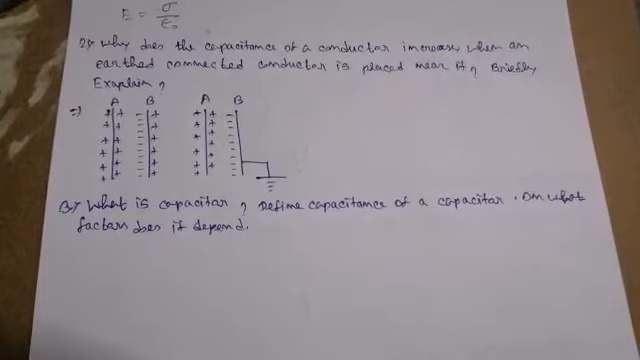 E = σ/ε₀
2) Why does the capacitance of a conductor increase, when an
earthed connected conductor is placed near it, Briefly
Exaplain?
=) A B A B
3) What is capacitor, Define capacitance of a capacitor. On what
factors does it depend.